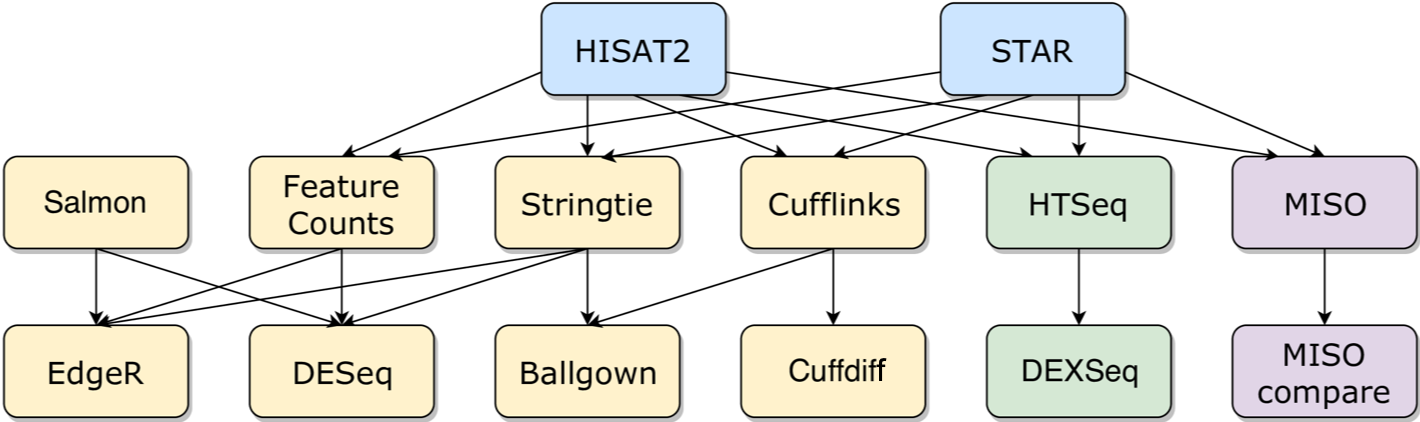 HISAT2
STAR
Salmon
Feature
Counts
Stringtie
Cufflinks
HTSeq
MISO
EdgeR
DESeq
Ballgown
Cuffdiff
DEXSeq
MISO
compare